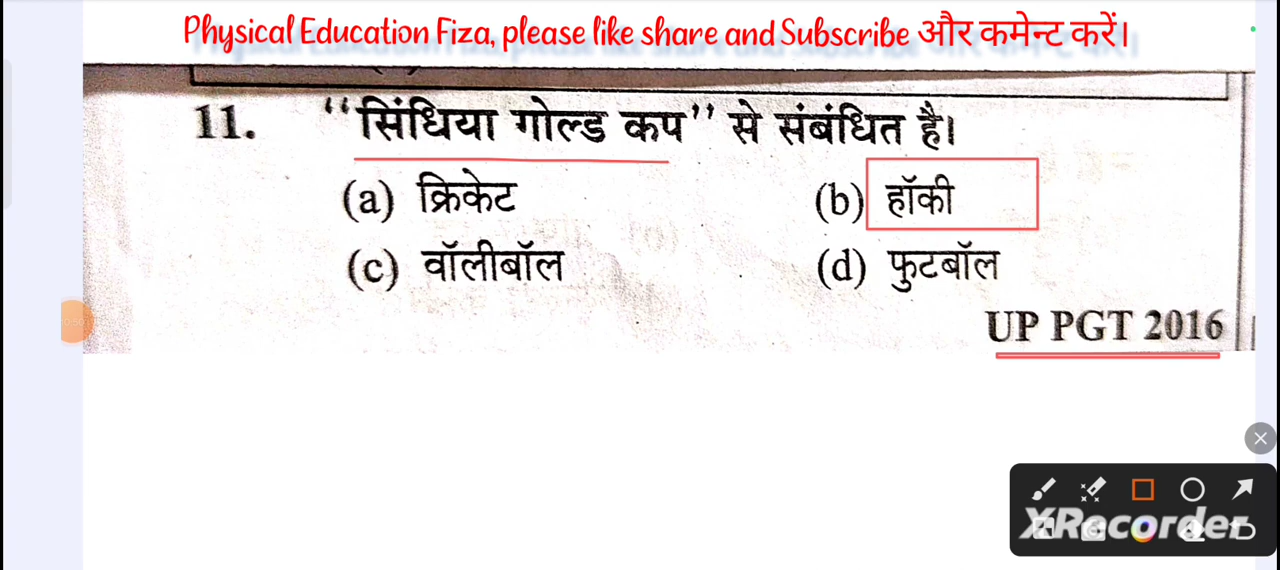 Physical Education Fiza, please like share and Subscribe और कमेन्ट करें।
11. “सिंधिया गोल्ड कप” से संबंधित है।
(a) क्रिकेट (b) हॉकी
(c) वॉलीबॉल (d) फुटबॉल
UP PGT 2016
XRecorder